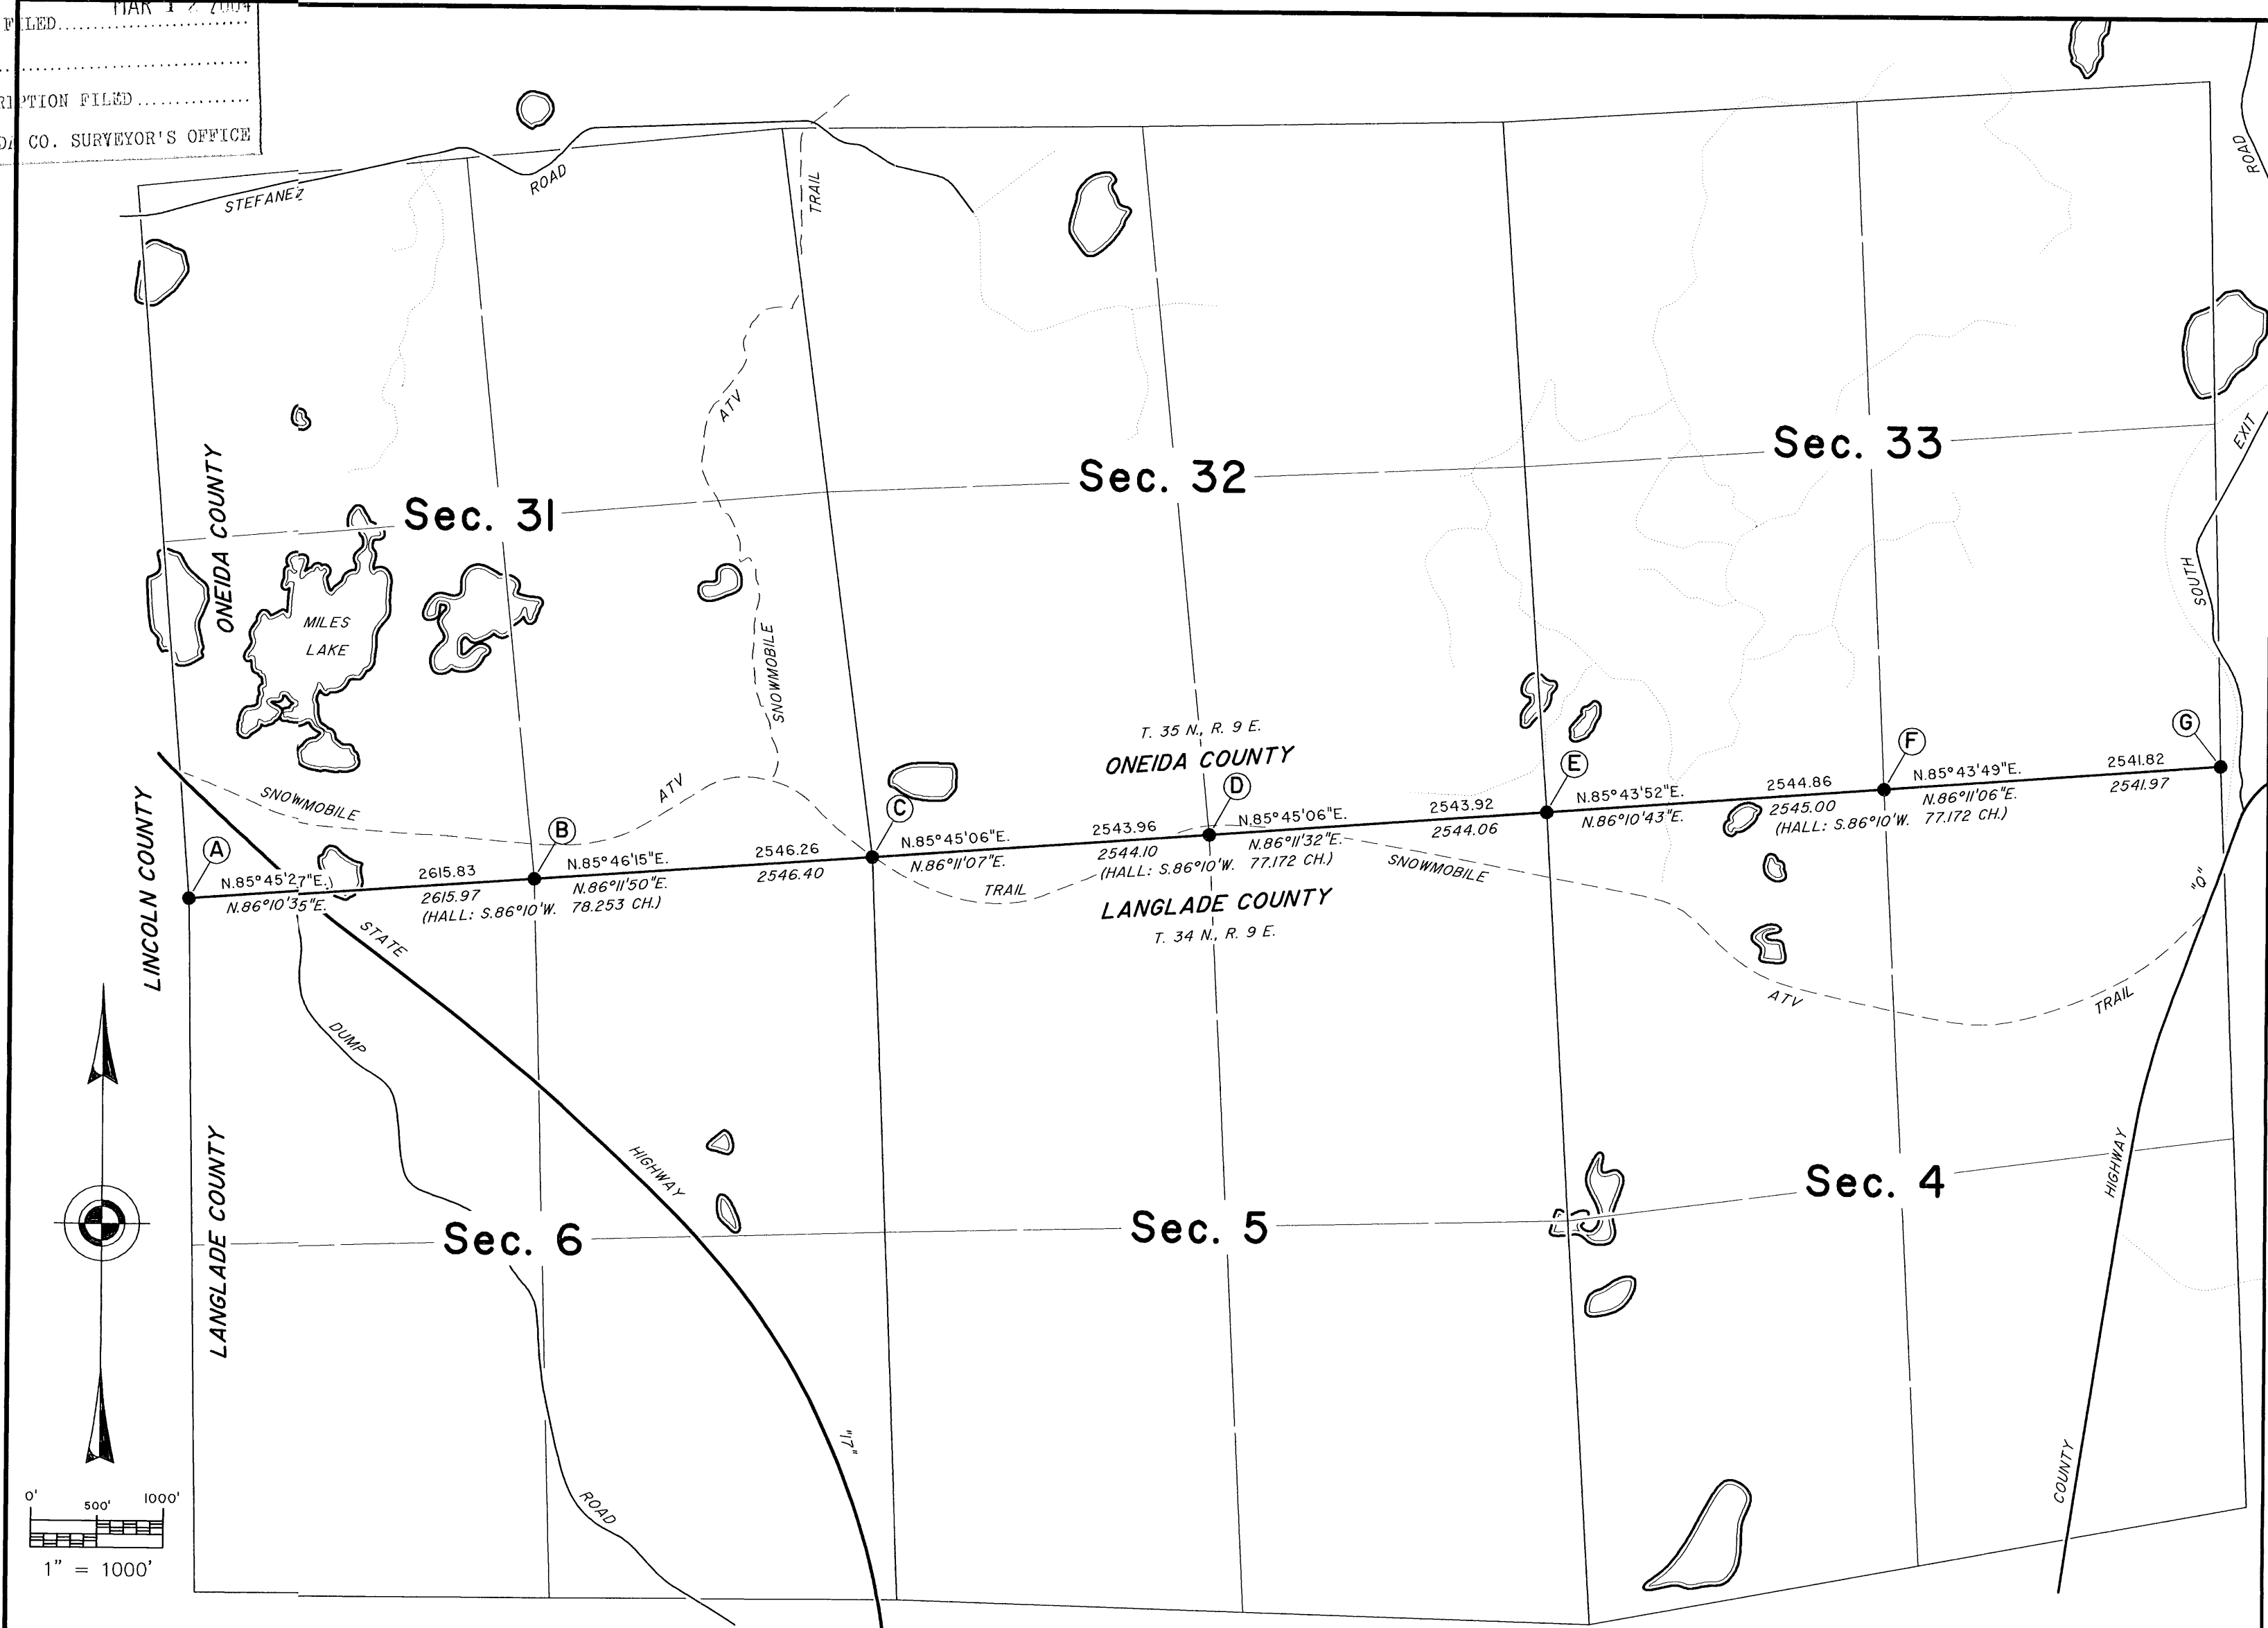 MAR 1 2 2004
FILED
RIPTION FILED
DA CO. SURVEYOR'S OFFICE
STEFANEZ
ROAD
TRAIL
ROAD
ATV
EXIT
Sec. 31
Sec. 32
Sec. 33
ONEIDA COUNTY
MILES
LAKE
SOUTH
SNOWMOBILE
T. 35 N., R. 9 E.
ONEIDA COUNTY
G
F
E
D
C
B
A
SNOWMOBILE
ATV
LINCOLN COUNTY
N.85°45'27"E.
2615.83
N.86°10'35"E.
2615.97
(HALL: S.86°10'W. 78.253 CH.)
N.85°46'15"E.
2546.26
N.86°11'50"E.
2546.40
N.85°45'06"E.
2543.96
N.86°11'07"E.
2544.10
(HALL: S.86°10'W. 77.172 CH.)
N.85°45'06"E.
2543.92
N.86°11'32"E.
2544.06
N.85°43'52"E.
2544.86
N.86°10'43"E.
2545.00
(HALL: S.86°10'W. 77.172 CH.)
N.85°43'49"E.
2541.82
N.86°11'06"E.
2541.97
TRAIL
SNOWMOBILE
LANGLADE COUNTY
T. 34 N., R. 9 E.
"Q"
STATE
DUMP
ATV
TRAIL
HIGHWAY
HIGHWAY
LANGLADE COUNTY
Sec. 6
Sec. 5
Sec. 4
"17"
COUNTY
ROAD
0' 500' 1000'
1" = 1000'